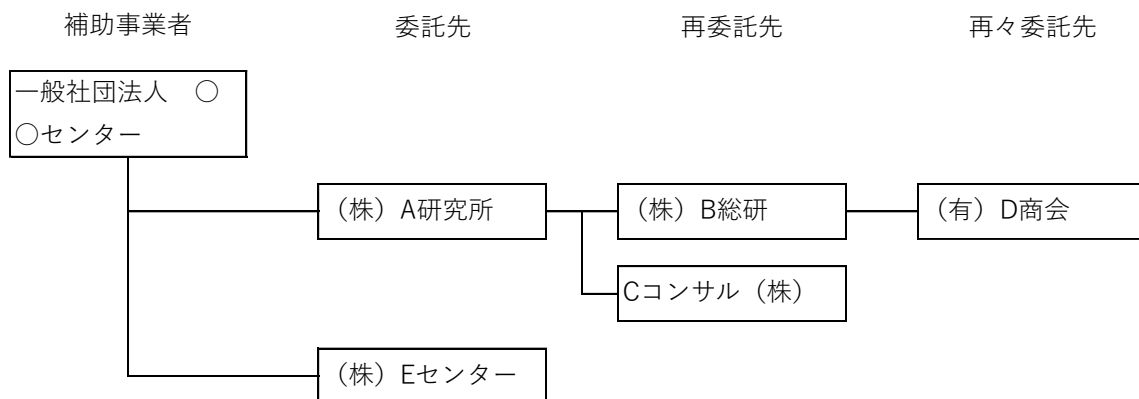 補助事業者
委託先
再委託先
再々委託先
一般社団法人　○
○センター
（株）A研究所
（株）B総研
（有）D商会
Cコンサル（株）
（株）Eセンター